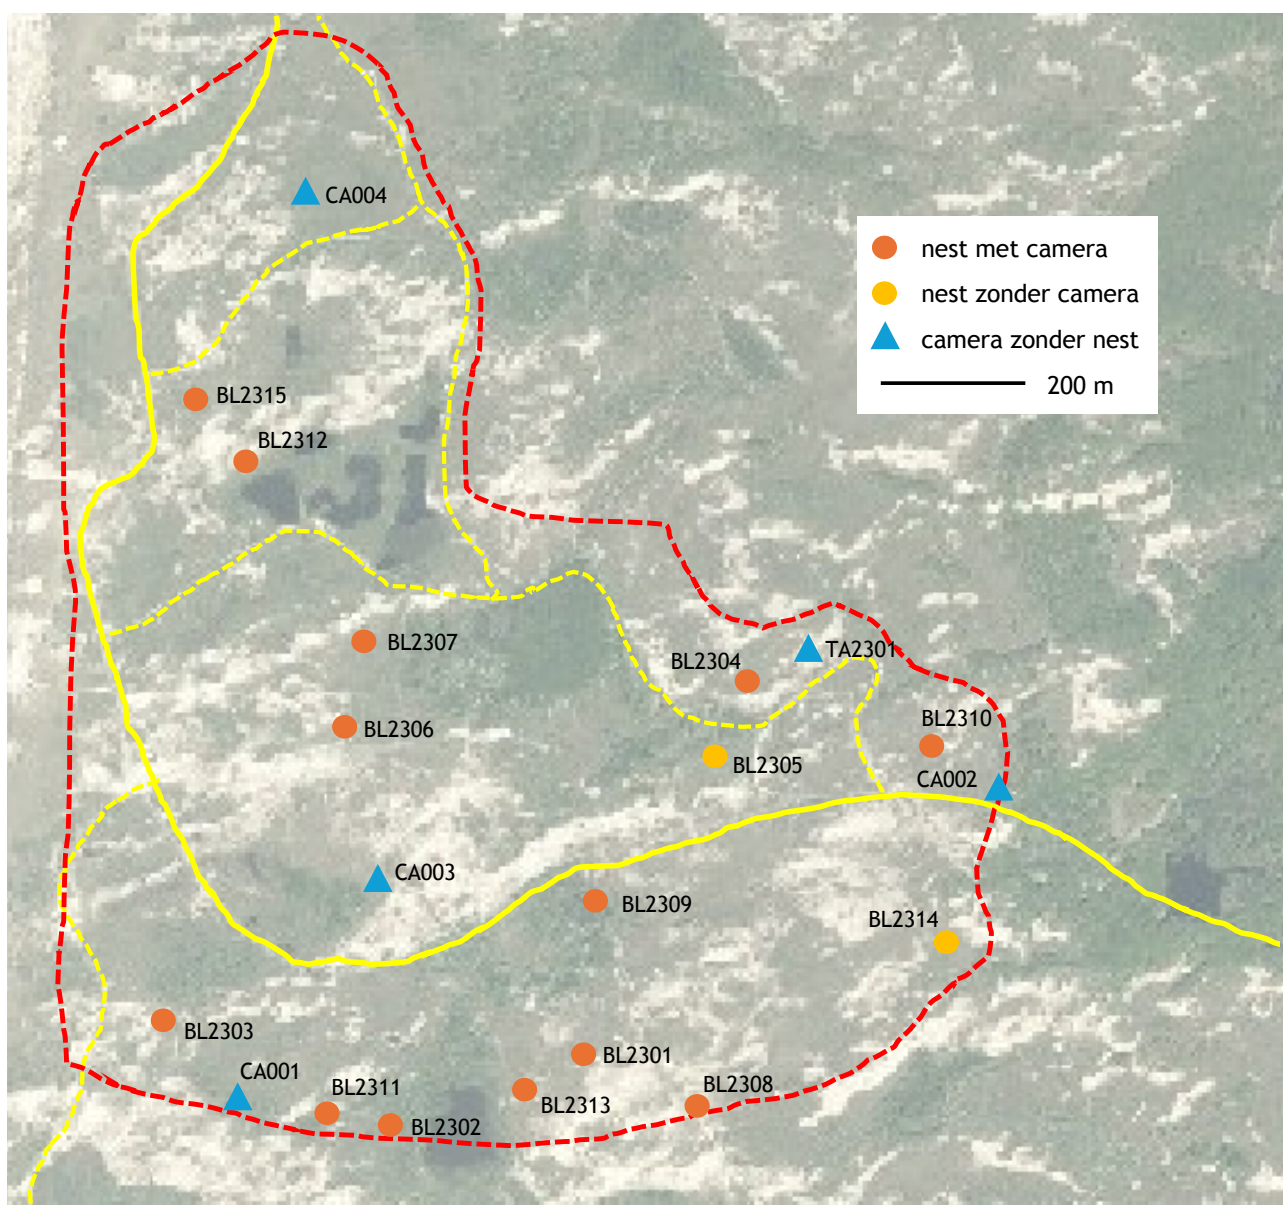 CA004
nest met camera
nest zonder camera
camera zonder nest
200 m
BL2315
BL2312
BL2307
TA2301
BL2304
BL2306
BL2310
BL2305
CA002
CA003
BL2309
BL2314
BL2303
BL2301
CA001
BL2311
BL2308
BL2313
BL2302